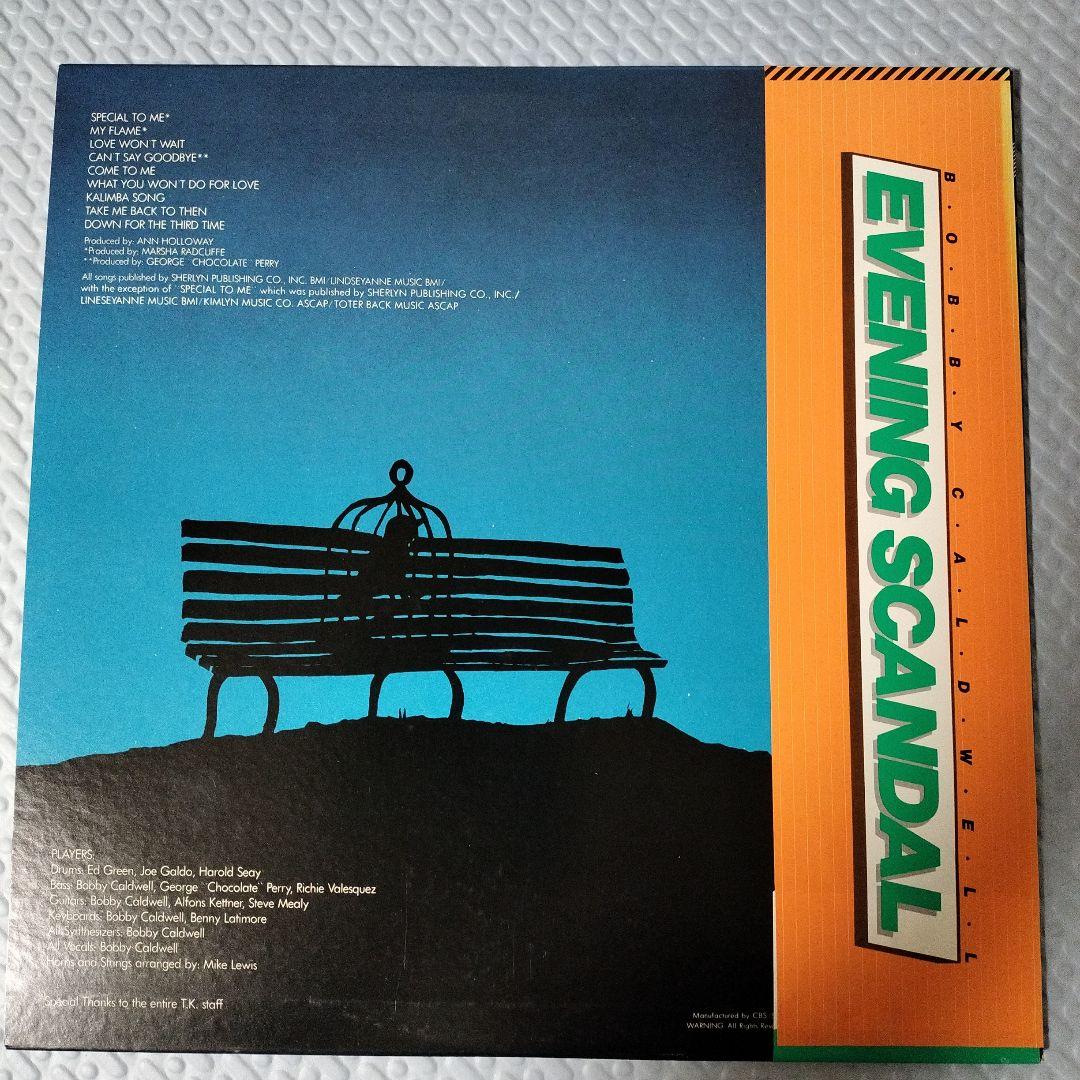 SPECIAL TO ME*
MY FLAME*
LOVE WON'T WAIT
CAN'T SAY GOODBYE**
COME TO ME
WHAT YOU WON'T DO FOR LOVE
KALIMBA SONG
TAKE ME BACK TO THEN
DOWN FOR THE THIRD TIME
Produced by: ANN HOLLOWAY
*Produced by: MARSHA RADCLIFFE
**Produced by: GEORGE "CHOCOLATE" PERRY
All songs published by SHERLYN PUBLISHING CO., INC. BMI/LINDSEYANNE MUSIC BMI/
with the exception of "SPECIAL TO ME" which was published by SHERLYN PUBLISHING CO., INC./
LINESEYANNE MUSIC BMI/KIMLYN MUSIC CO. ASCAP/TOTER BACK MUSIC ASCAP
PLAYERS:
Drums: Ed Green, Joe Galdo, Harold Seay
Bass: Bobby Caldwell, George "Chocolate" Perry, Richie Valesquez
Guitars: Bobby Caldwell, Alfons Kettner, Steve Mealy
Keyboards: Bobby Caldwell, Benny Latimore
All Synthesizers: Bobby Caldwell
All Vocals: Bobby Caldwell
Horns and Strings arranged by: Mike Lewis
Special Thanks to the entire T.K. staff
Manufactured by CBS
WARNING: All Rights
B·O·B·B·Y C·A·L·D·W·E·L·L
EVENING SCANDAL